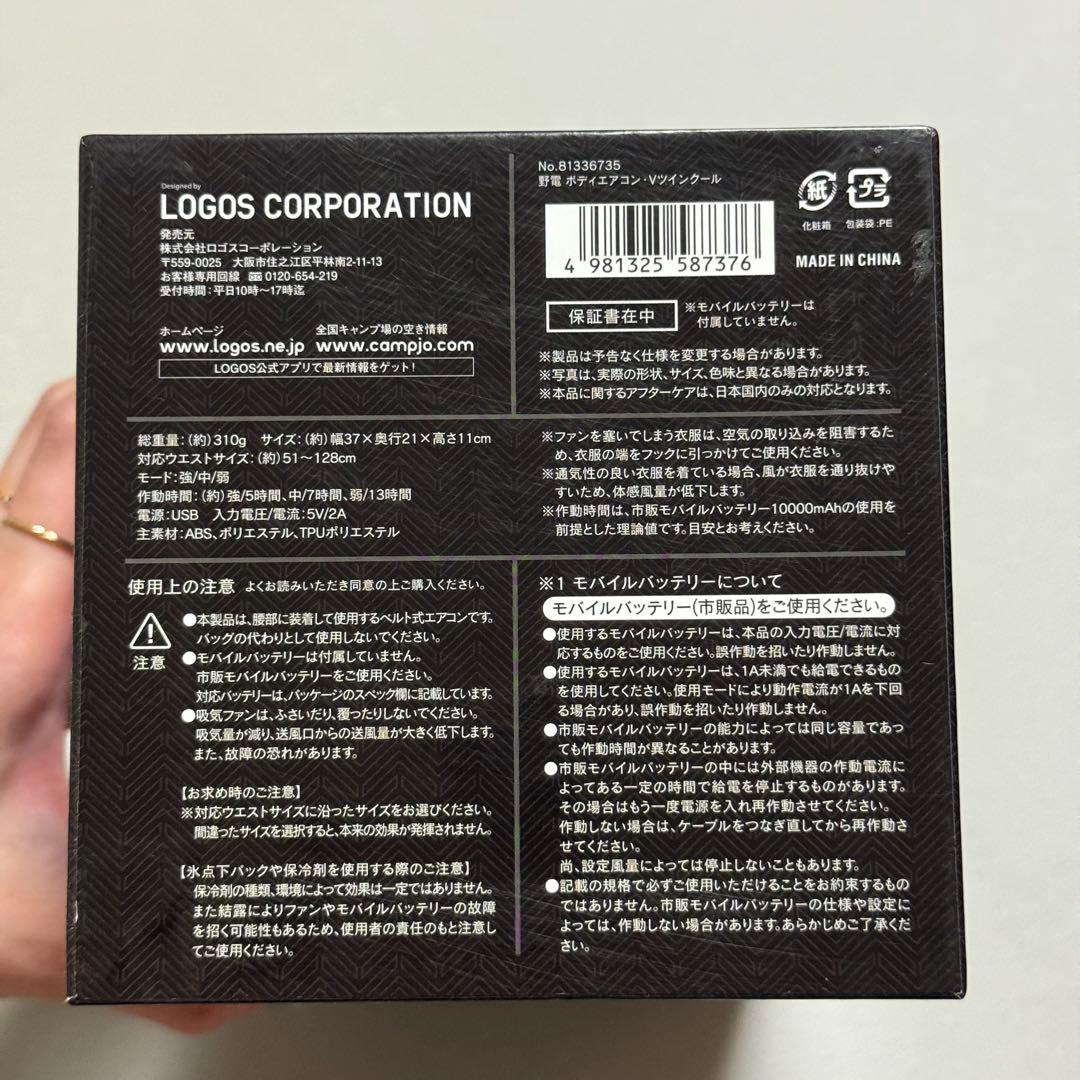 Designed by
LOGOS CORPORATION
発売元
株式会社ロゴスコーポレーション
〒559-0025 大阪市住之江区平林南2-11-13
お客様専用回線 0120-654-219
受付時間:平日10時〜17時迄
ホームページ
www.logos.ne.jp
全国キャンプ場の空き情報
www.campjo.com
LOGOS公式アプリで最新情報をゲット!
No.81336735
野電 ボディエアコン・Vツインクール
4 981325 587376
紙
化粧箱
プラ
包装袋:PE
MADE IN CHINA
保証書在中
※モバイルバッテリーは
付属していません。
※製品は予告なく仕様を変更する場合があります。
※写真は、実際の形状、サイズ、色味と異なる場合があります。
※本品に関するアフターケアは、日本国内のみの対応となります。
総重量:(約)310g サイズ:(約)幅37×奥行21×高さ11cm
対応ウエストサイズ:(約)51〜128cm
モード:強/中/弱
作動時間:(約)強/5時間、中/7時間、弱/13時間
電源:USB 入力電圧/電流:5V/2A
主素材:ABS、ポリエステル、TPUポリエステル
※ファンを塞いでしまう衣服は、空気の取り込みを阻害するた
め、衣服の端をフックに引っかけてご使用ください。
※通気性の良い衣服を着ている場合、風が衣服を通り抜けや
すいため、体感風量が低下します。
※作動時間は、市販モバイルバッテリー10000mAhの使用を
前提とした理論値です。目安とお考えください。
使用上の注意 よくお読みいただき同意の上ご購入ください。
注意
●本製品は、腰部に装着して使用するベルト式エアコンです。
バッグの代わりとして使用しないでください。
●モバイルバッテリーは付属していません。
市販モバイルバッテリーをご使用ください。
対応バッテリーは、パッケージのスペック欄に記載しています。
●吸気ファンは、ふさいだり、覆ったりしないでください。
吸気量が減り、送風口からの送風量が大きく低下します。
また、故障の恐れがあります。
【お求め時のご注意】
※対応ウエストサイズに沿ったサイズをお選びください。
間違ったサイズを選択すると、本来の効果が発揮されません。
【氷点下パックや保冷剤を使用する際のご注意】
保冷剤の種類、環境によって効果は一定ではありません。
また結露によりファンやモバイルバッテリーの故障
を招く可能性もあるため、使用者の責任のもと注意し
てご使用ください。
※1 モバイルバッテリーについて
モバイルバッテリー(市販品)をご使用ください。
●使用するモバイルバッテリーは、本品の入力電圧/電流に対
応するものをご使用ください。誤作動を招いたり作動しません。
●使用するモバイルバッテリーは、1A未満でも給電できるもの
を使用してください。使用モードにより動作電流が1Aを下回
る場合があり、誤作動を招いたり作動しません。
●市販モバイルバッテリーの能力によっては同じ容量であっ
ても作動時間が異なることがあります。
●市販モバイルバッテリーの中には外部機器の作動電流に
よってある一定の時間で給電を停止するものがあります。
その場合はもう一度電源を入れ再作動させてください。
作動しない場合は、ケーブルをつなぎ直してから再作動さ
せてください。
尚、設定風量によっては停止しないこともあります。
●記載の規格で必ずご使用いただけることをお約束するもの
ではありません。市販モバイルバッテリーの仕様や設定に
よっては、作動しない場合があります。あらかじめご了承くだ
さい。